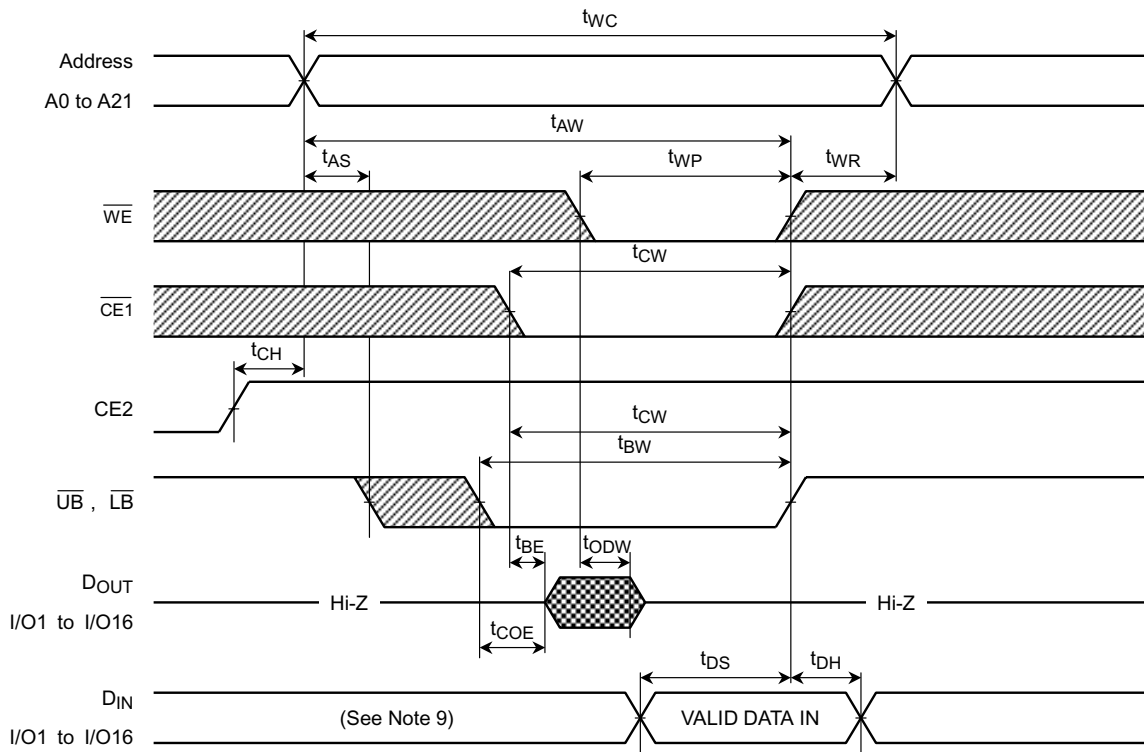 tWC
Address
A0 to A21
tAW
tAS
tWP
tWR
WE
tCW
CE1
tCH
CE2
tCW
tBW
UB , LB
tBE
tODW
DOUT
I/O1 to I/O16
Hi-Z
Hi-Z
tCOE
tDS
tDH
DIN
I/O1 to I/O16
(See Note 9)
VALID DATA IN